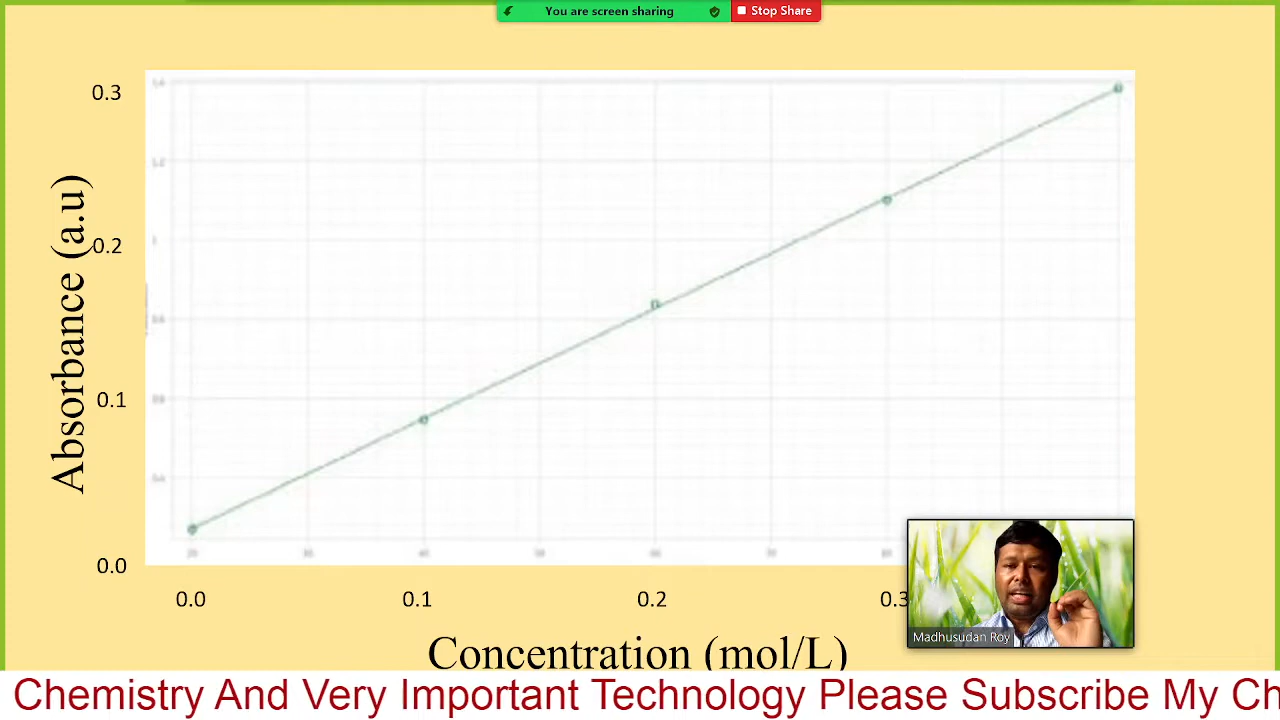 You are screen sharing
Stop Share
0.3
0.2
0.1
0.0
Absorbance (a.u)
0.0
0.1
0.2
0.3
Concentration (mol/L)
Madhusudan Roy
Chemistry And Very Important Technology Please Subscribe My Ch